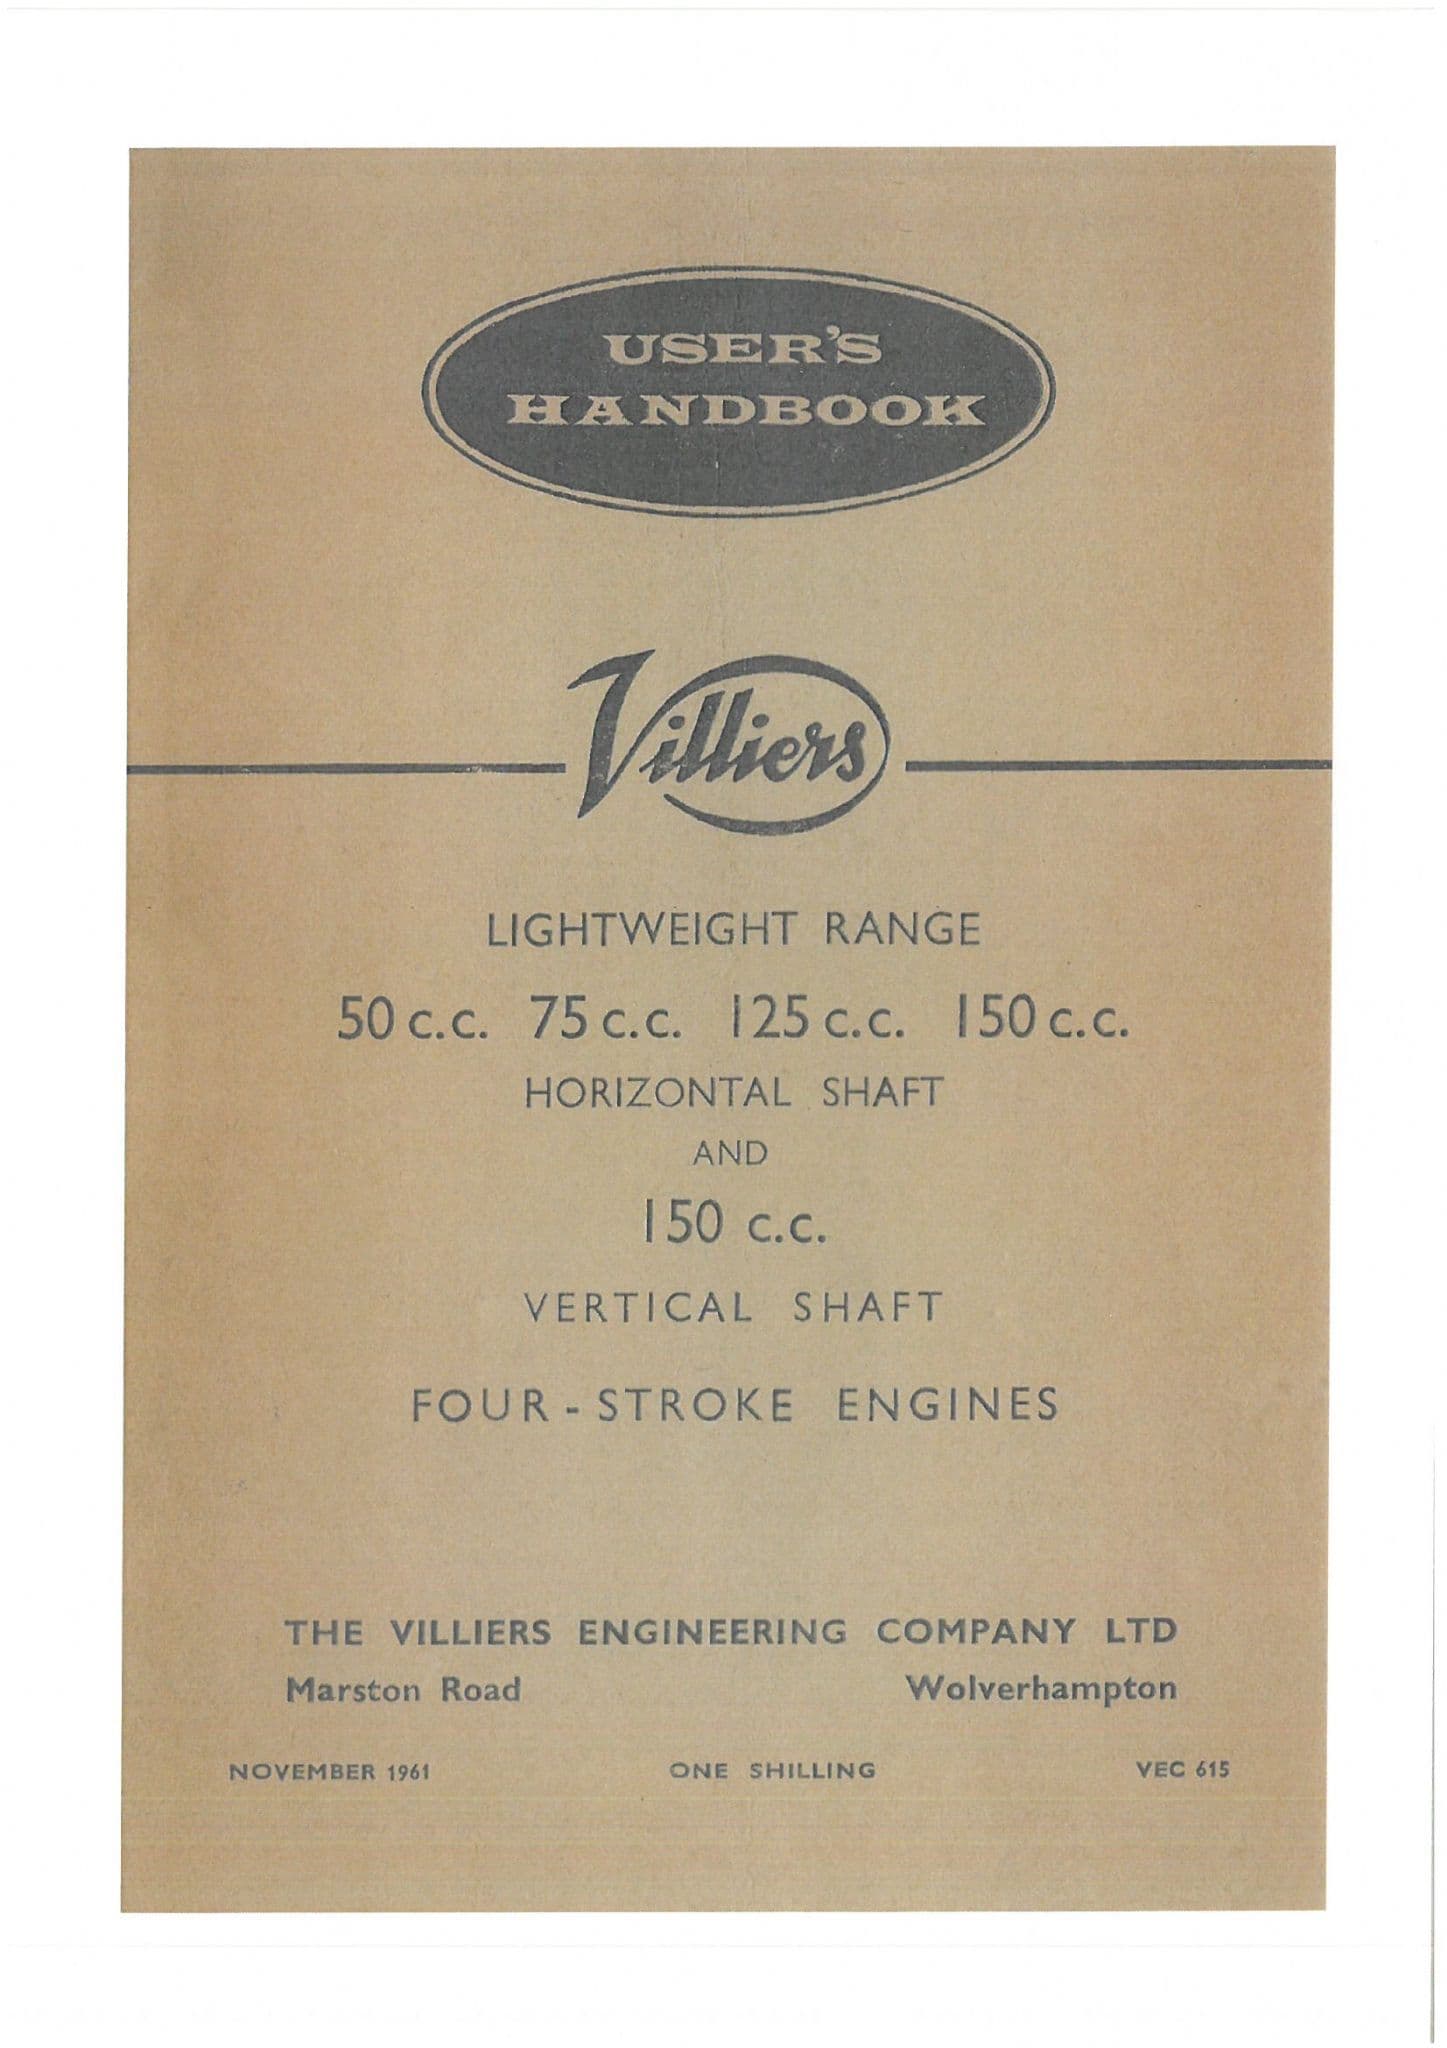 USER'S
HANDBOOK
Villiers
LIGHTWEIGHT RANGE
50 c.c. 75 c.c. 125 c.c. 150 c.c.
HORIZONTAL SHAFT
AND
150 c.c.
VERTICAL SHAFT
FOUR-STROKE ENGINES
THE VILLIERS ENGINEERING COMPANY LTD
Marston Road Wolverhampton
NOVEMBER 1961 ONE SHILLING VEC 615